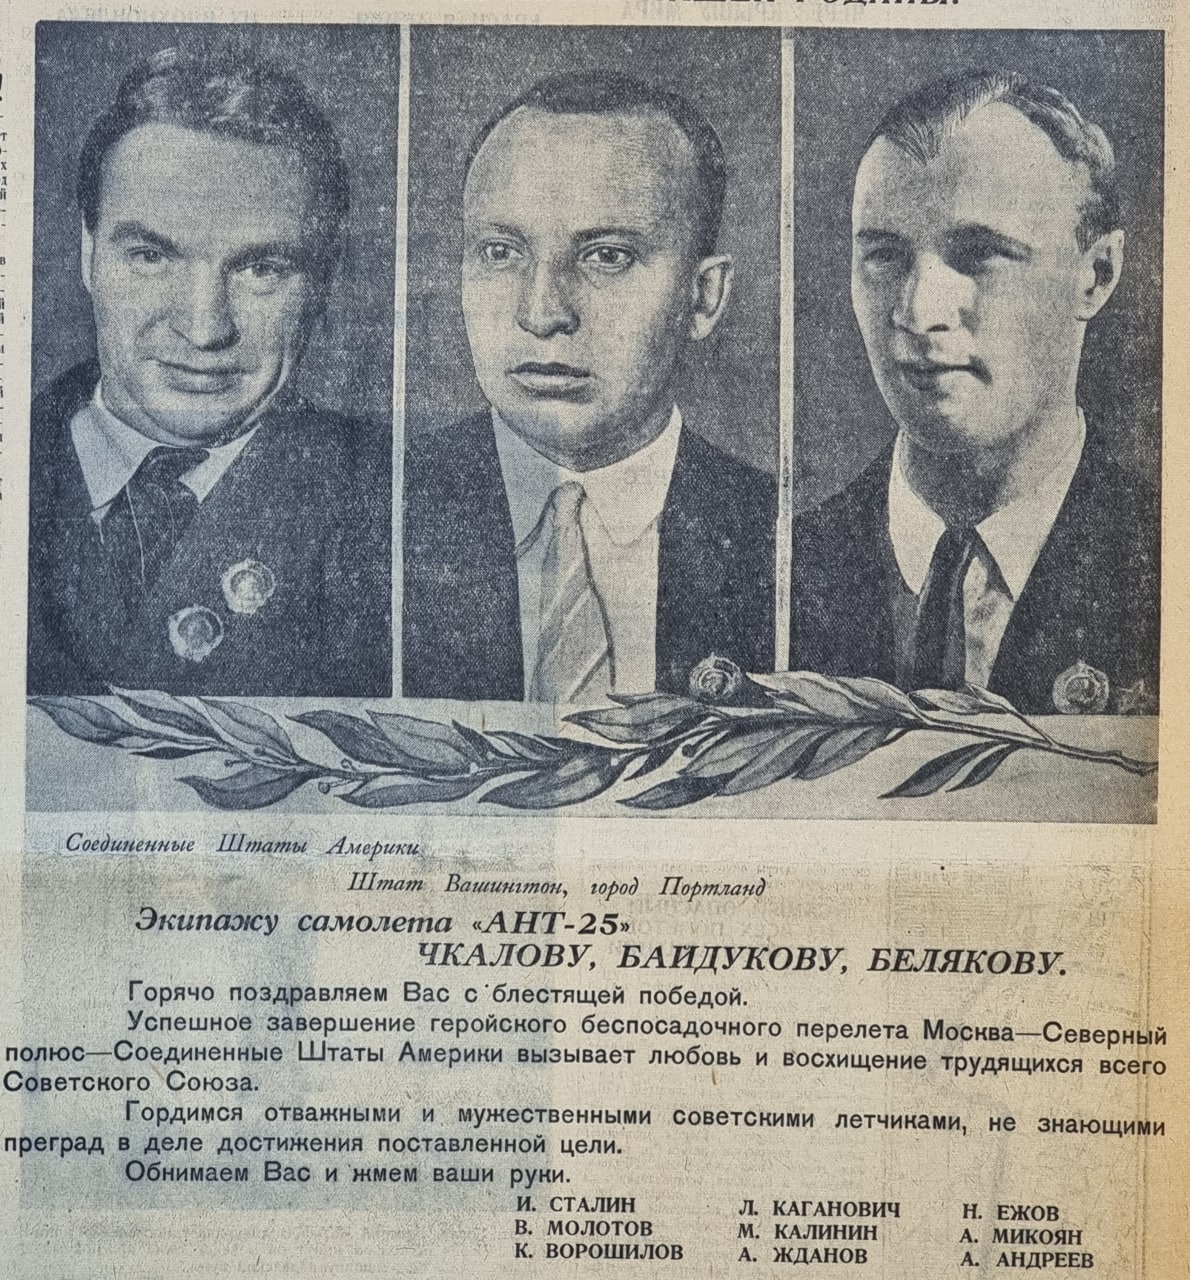 Соединенные Штаты Америки
Штат Вашингтон, город Портланд
Экипажу самолета «АНТ-25»
ЧКАЛОВУ, БАЙДУКОВУ, БЕЛЯКОВУ.
Горячо поздравляем Вас с блестящей победой.
Успешное завершение геройского беспосадочного перелета Москва—Северный
полюс—Соединенные Штаты Америки вызывает любовь и восхищение трудящихся всего
Советского Союза.
Гордимся отважными и мужественными советскими летчиками, не знающими
преград в деле достижения поставленной цели.
Обнимаем Вас и жмем ваши руки.
И. СТАЛИН Л. КАГАНОВИЧ Н. ЕЖОВ
В. МОЛОТОВ М. КАЛИНИН А. МИКОЯН
К. ВОРОШИЛОВ А. ЖДАНОВ А. АНДРЕЕВ